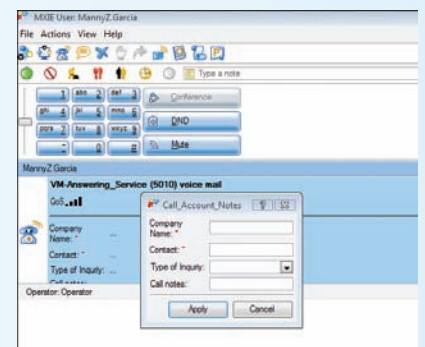 MXIE User: MannyZ.Garcia
File Actions View Help
Type a note
1 abc 2 def 3 Conference
ghi 4 jkl 5 mno 6 DND
pqrs 7 tuv 8 wxyz 9 Mute
MannyZ Garcia
VM-Answering_Service (5010) voice mail
GoS
Company Name: * ...
Contact: * ...
Type of Inquiry: ...
Operator: Operator
Call_Account_Notes
Company Name: *
Contact: *
Type of Inquiry:
Call notes:
Apply Cancel